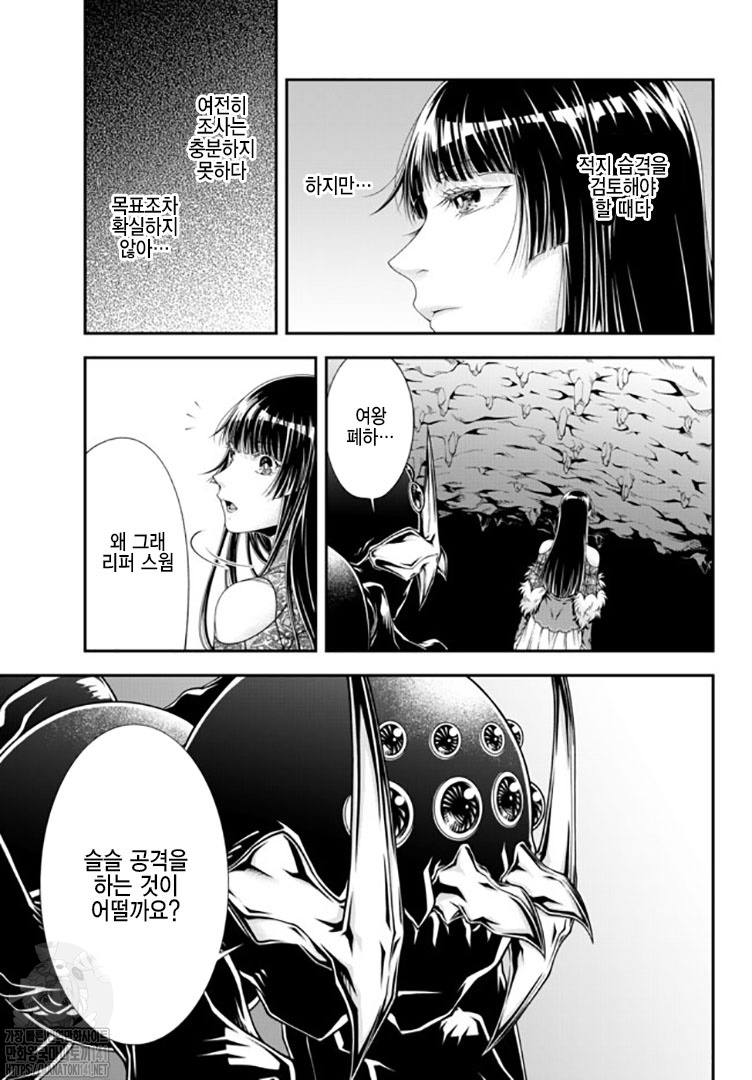 적지 습격을
검토해야
할 때다
하지만…
여전히
조사는
충분하지
못하다
목표조차
확실하지
않아…
여왕
폐하…
왜 그래
리퍼 스웜
슬슬 공격을
하는 것이
어떨까요?